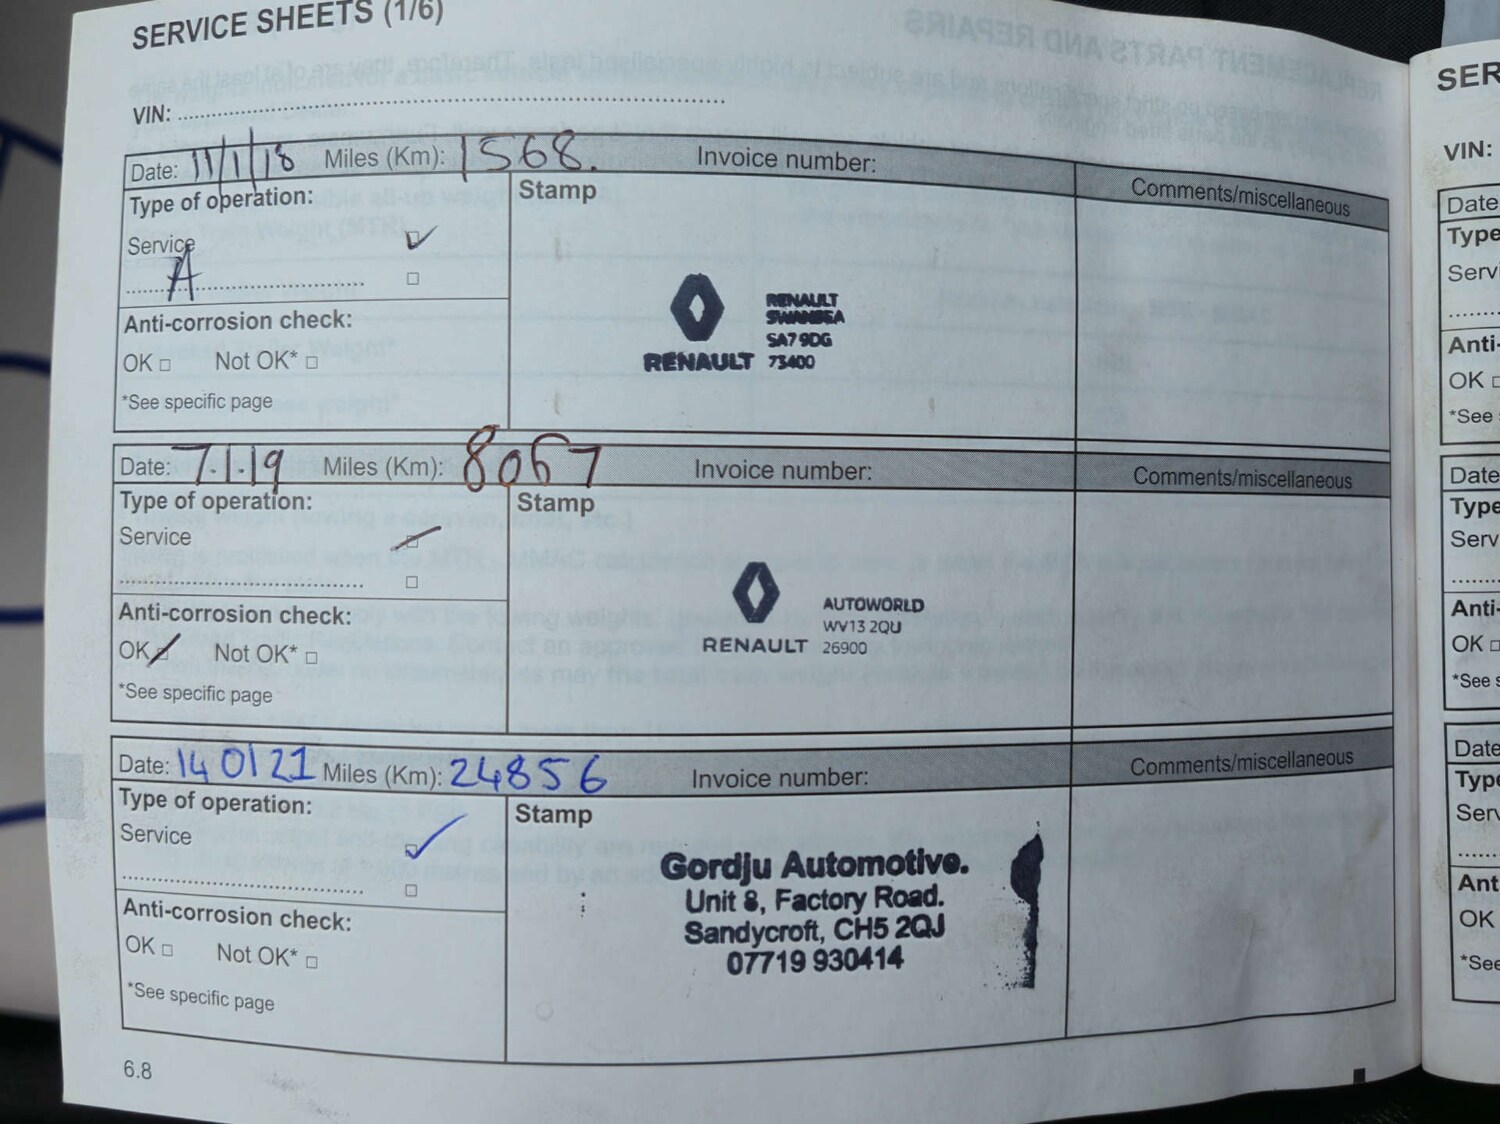 SERVICE SHEETS (1/6)
VIN:
Date: 11/1/18 Miles (Km): 1568. Invoice number:
Comments/miscellaneous
Type of operation:
Stamp
Service
A
Anti-corrosion check:
OK □ Not OK* □
*See specific page
RENAULT
RENAULT
SWANSEA
SA7 9DG
73400
Date: 7.1.19 Miles (Km): 8067 Invoice number:
Comments/miscellaneous
Type of operation:
Stamp
Service
Anti-corrosion check:
OK □ Not OK* □
*See specific page
RENAULT
AUTOWORLD
WV13 2QU
26900
Date: 140121 Miles (Km): 24856 Invoice number:
Comments/miscellaneous
Type of operation:
Stamp
Service
Anti-corrosion check:
OK □ Not OK* □
*See specific page
Gordju Automotive.
Unit 8, Factory Road.
Sandycroft, CH5 2QJ
07719 930414
6.8
SER
VIN:
Date
Type
Servi
Anti-
OK □
*See
Date
Type
Serv
Anti-
OK □
*See s
Date
Type
Serv
Ant
OK
*See